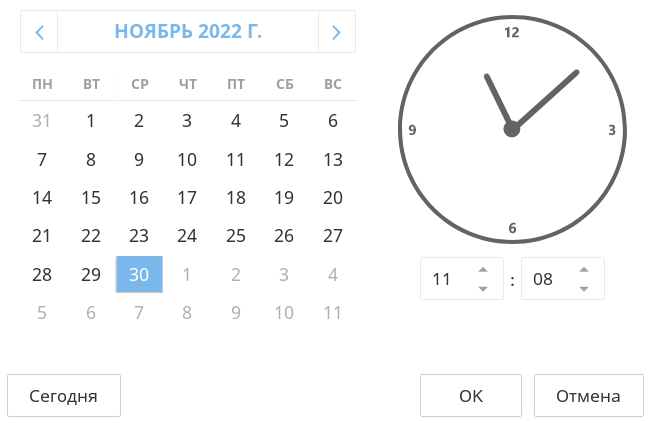 НОЯБРЬ 2022 Г.
ПН ВТ СР ЧТ ПТ СБ ВС
31 1 2 3 4 5 6
7 8 9 10 11 12 13
14 15 16 17 18 19 20
21 22 23 24 25 26 27
28 29 30 1 2 3 4
5 6 7 8 9 10 11
12
9 3
6
11 : 08
Сегодня OK Отмена